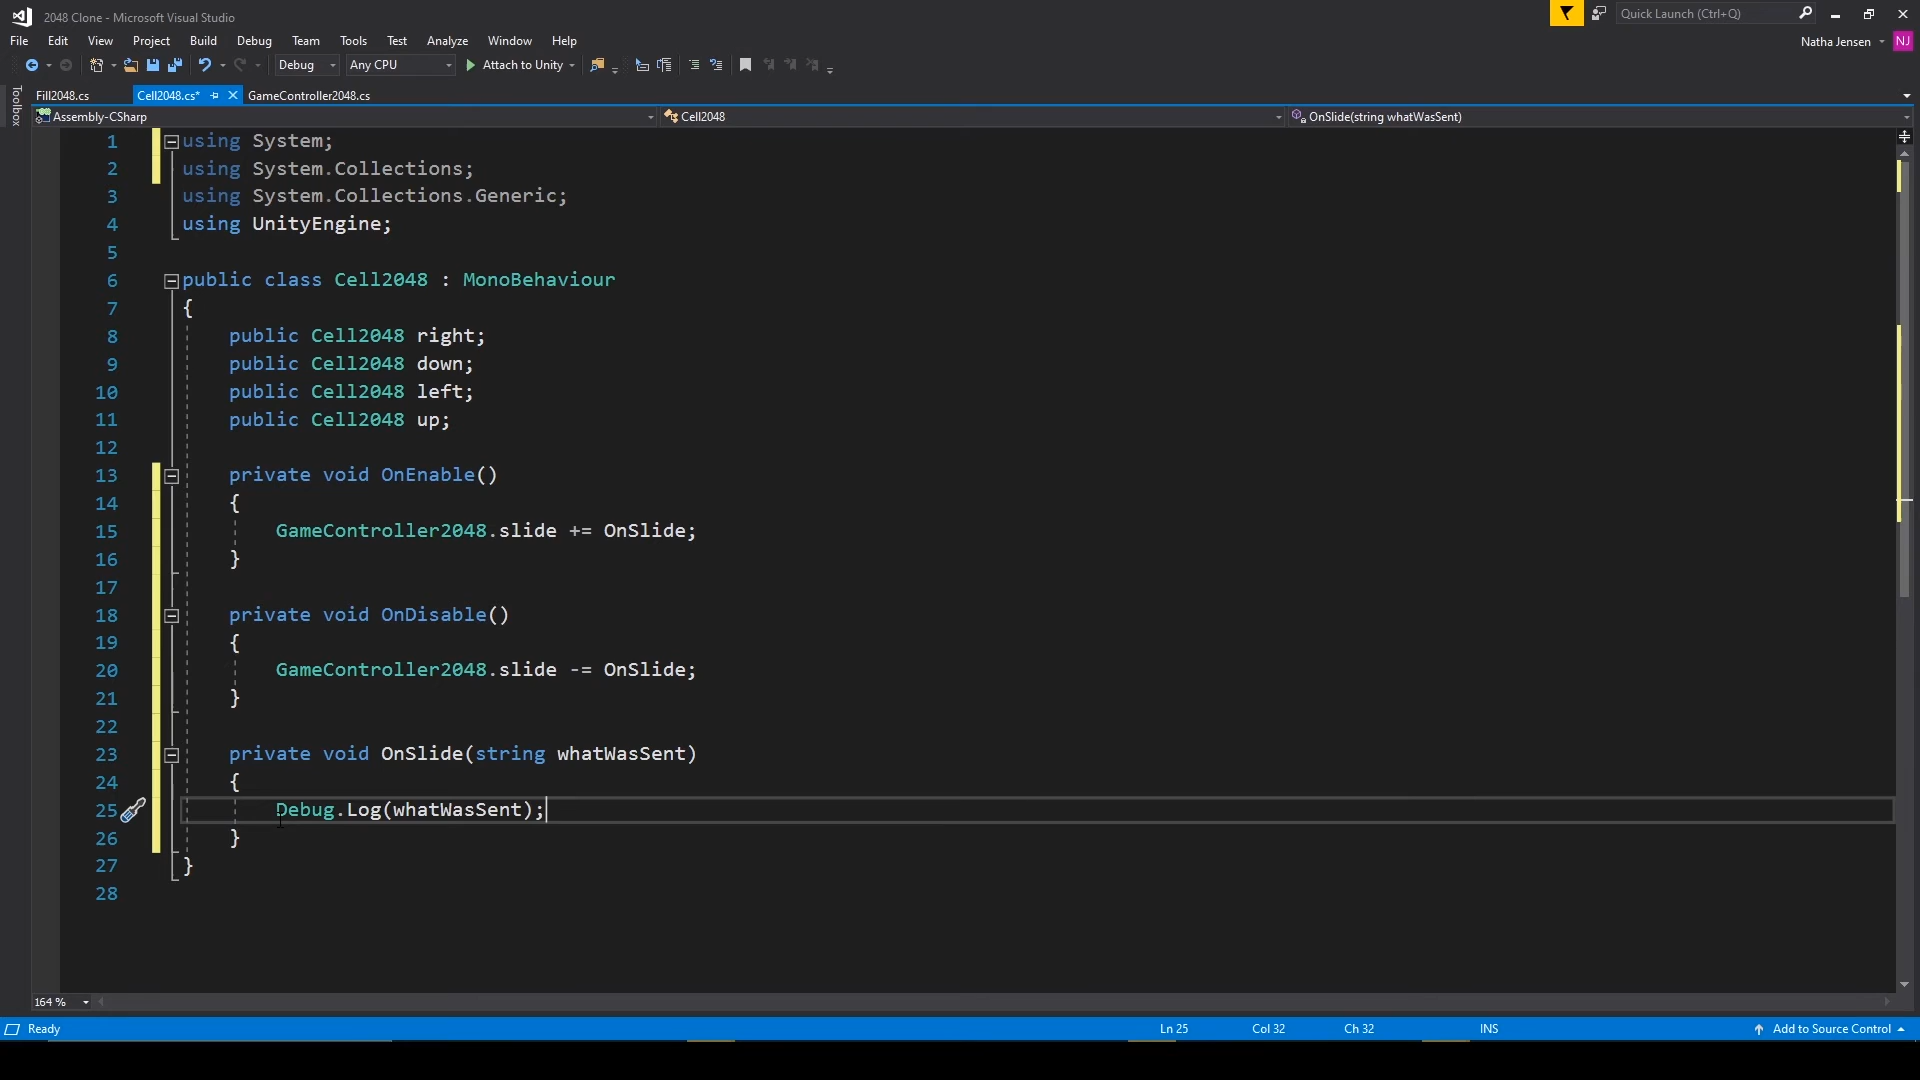 2048 Clone - Microsoft Visual Studio
Quick Launch (Ctrl+Q)
File Edit View Project Build Debug Team Tools Test Analyze Window Help
Natha Jensen NJ
Debug Any CPU Attach to Unity
Toolbox
Fill2048.cs Cell2048.cs* GameController2048.cs
Assembly-CSharp Cell2048 OnSlide(string whatWasSent)
1 using System;
2 using System.Collections;
3 using System.Collections.Generic;
4 using UnityEngine;
5
6 public class Cell2048 : MonoBehaviour
7 {
8 public Cell2048 right;
9 public Cell2048 down;
10 public Cell2048 left;
11 public Cell2048 up;
12
13 private void OnEnable()
14 {
15 GameController2048.slide += OnSlide;
16 }
17
18 private void OnDisable()
19 {
20 GameController2048.slide -= OnSlide;
21 }
22
23 private void OnSlide(string whatWasSent)
24 {
25 Debug.Log(whatWasSent);
26 }
27 }
28
164 %
Ready Ln 25 Col 32 Ch 32 INS Add to Source Control